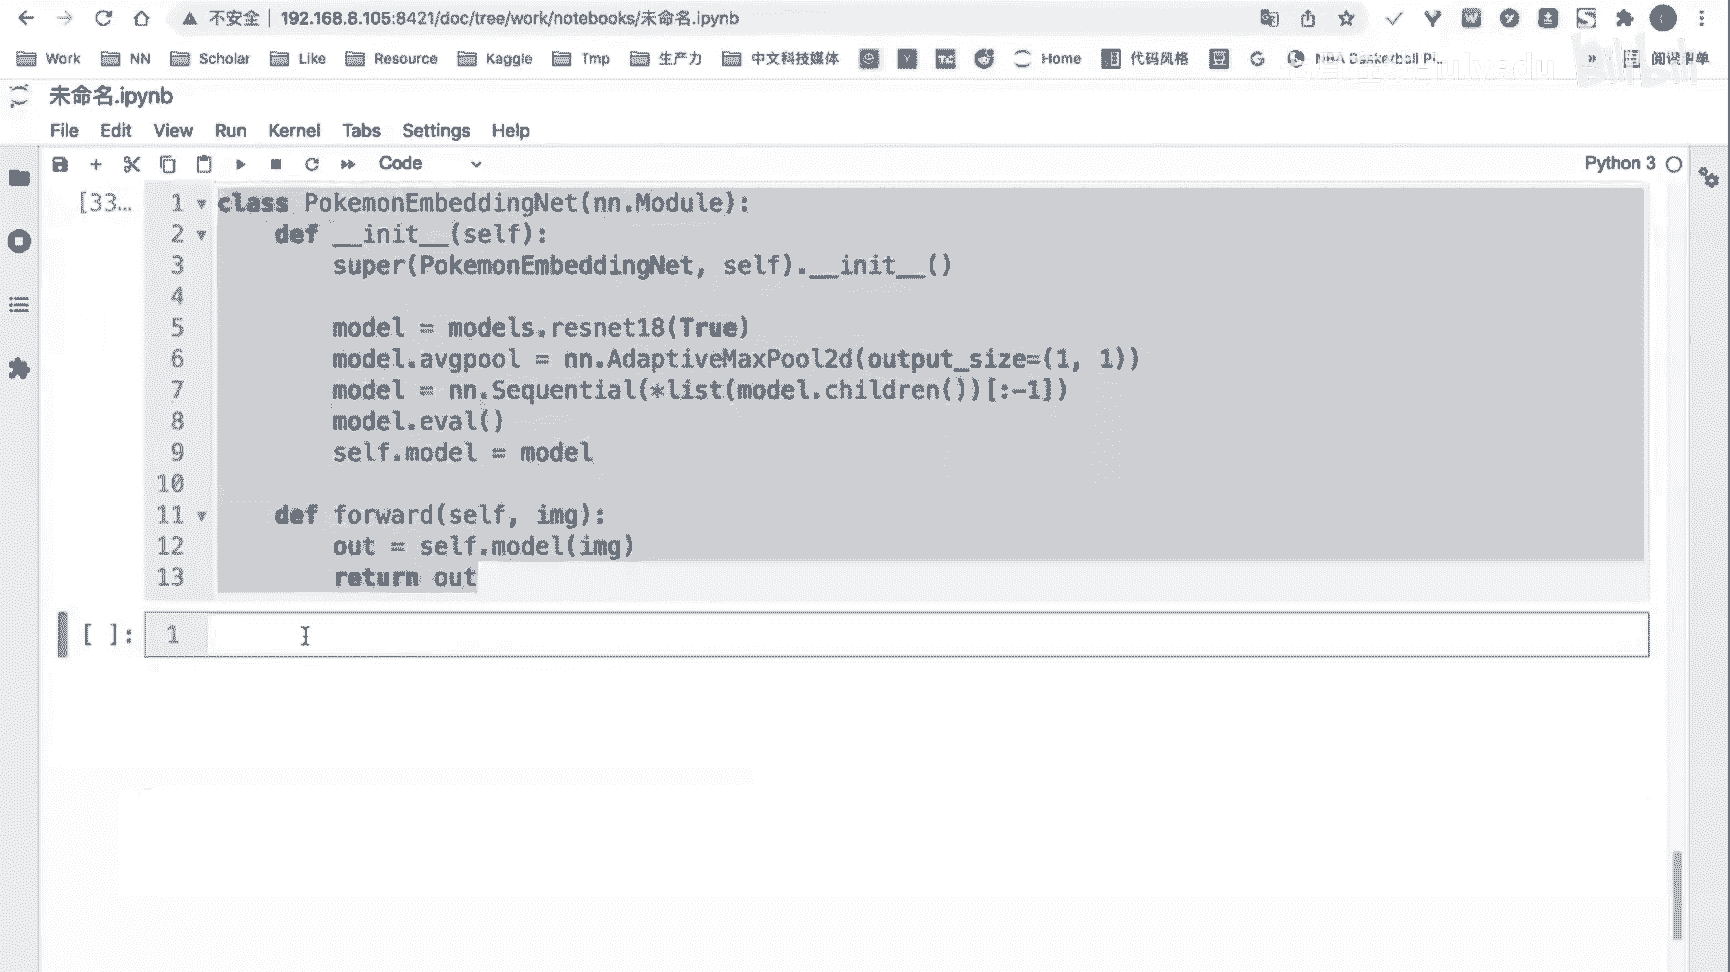 不安全 | 192.168.8.105:8421/doc/tree/work/notebooks/未命名.ipynb
Work NN Scholar Like Resource Kaggle Tmp 生产力 中文科技媒体 Home 代码风格 NBA Basketball Pi... » 阅读清单
未命名.ipynb
File Edit View Run Kernel Tabs Settings Help
Code Python 3
[33... 1 class PokemonEmbeddingNet(nn.Module):
2 def __init__(self):
3 super(PokemonEmbeddingNet, self).__init__()
4
5 model = models.resnet18(True)
6 model.avgpool = nn.AdaptiveMaxPool2d(output_size=(1, 1))
7 model = nn.Sequential(*list(model.children())[:-1])
8 model.eval()
9 self.model = model
10
11 def forward(self, img):
12 out = self.model(img)
13 return out
[ ]: 1